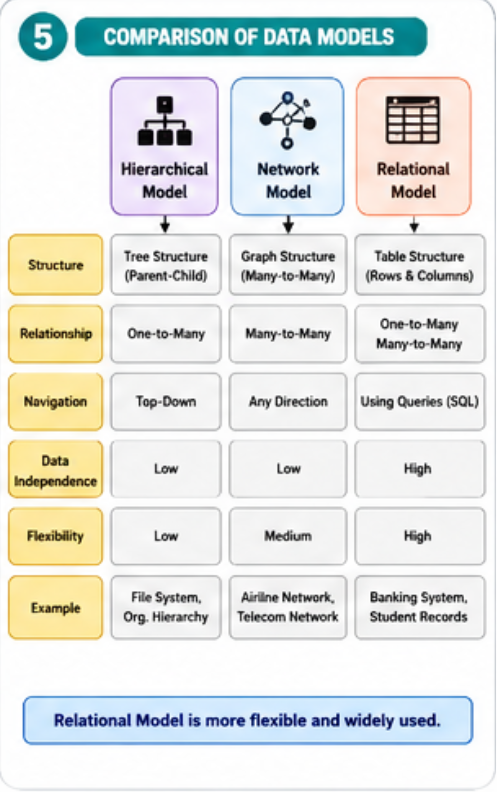 5
COMPARISON OF DATA MODELS
Hierarchical
Model
Network
Model
Relational
Model
Structure
Tree Structure
(Parent-Child)
Graph Structure
(Many-to-Many)
Table Structure
(Rows & Columns)
Relationship
One-to-Many
Many-to-Many
One-to-Many
Many-to-Many
Navigation
Top-Down
Any Direction
Using Queries (SQL)
Data
Independence
Low
Low
High
Flexibility
Low
Medium
High
Example
File System,
Org. Hierarchy
Airline Network,
Telecom Network
Banking System,
Student Records
Relational Model is more flexible and widely used.